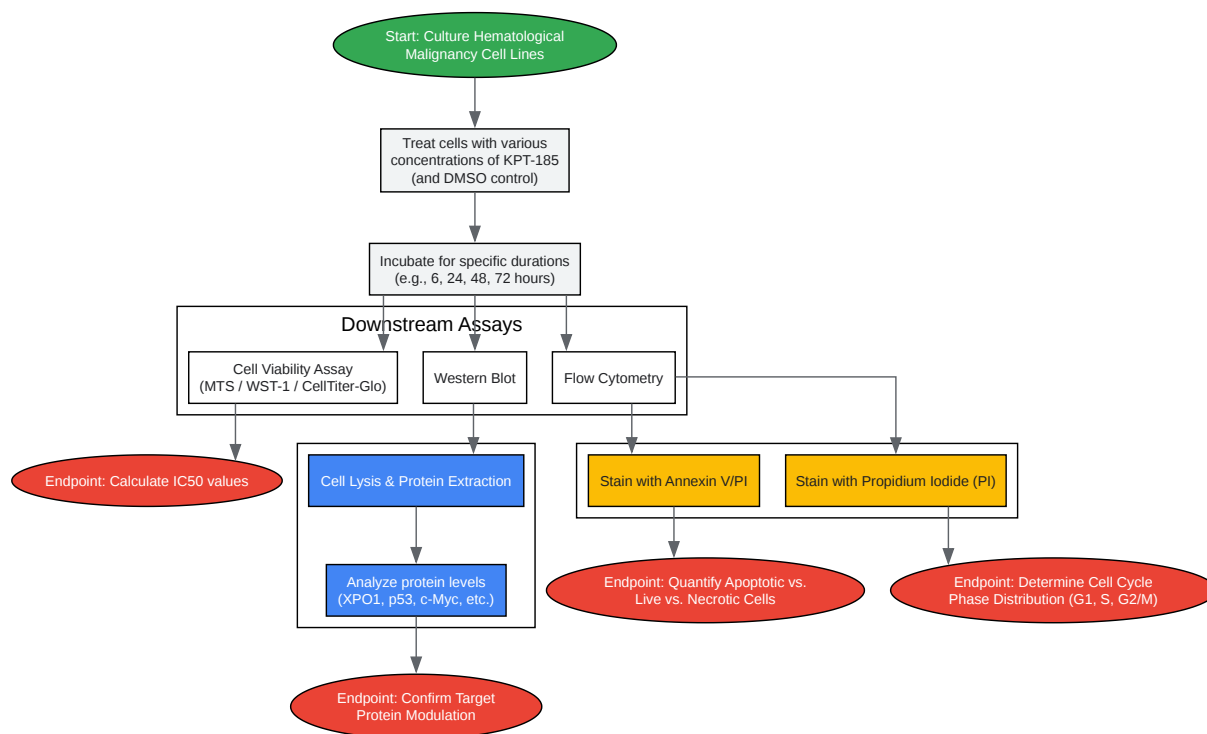 Start: Culture Hematological
Malignancy Cell Lines
Treat cells with various
concentrations of KPT-185
(and DMSO control)
Incubate for specific durations
(e.g., 6, 24, 48, 72 hours)
Downstream Assays
Cell Viability Assay
(MTS / WST-1 / CellTiter-Glo)
Western Blot
Flow Cytometry
Endpoint: Calculate IC50 values
Cell Lysis & Protein Extraction
Stain with Annexin V/PI
Stain with Propidium Iodide (PI)
Analyze protein levels
(XPO1, p53, c-Myc, etc.)
Endpoint: Quantify Apoptotic vs.
Live vs. Necrotic Cells
Endpoint: Determine Cell Cycle
Phase Distribution (G1, S, G2/M)
Endpoint: Confirm Target
Protein Modulation